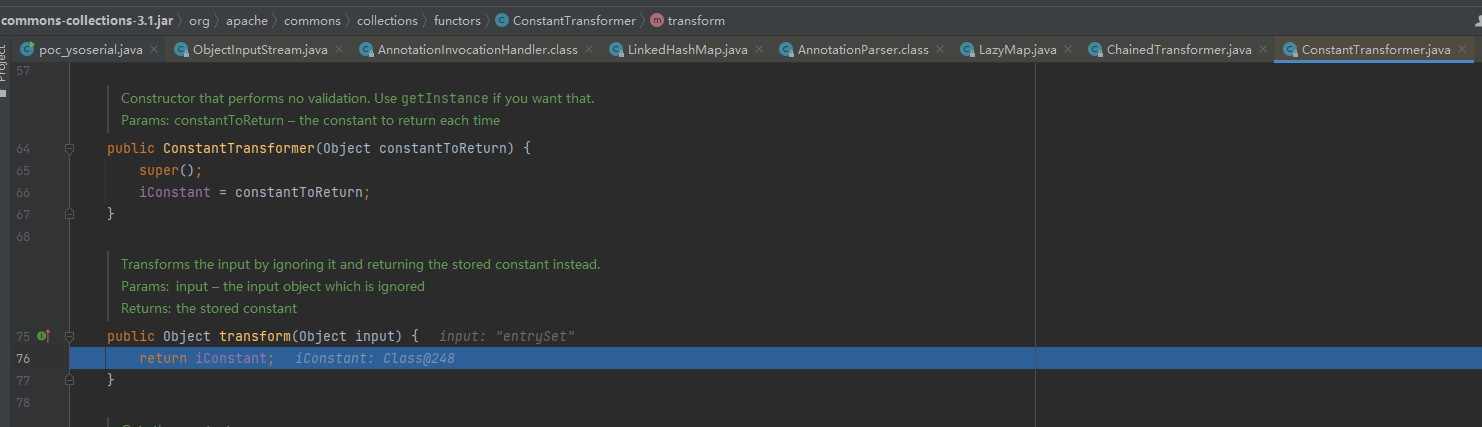 commons-collections-3.1.jar org apache commons collections functors ConstantTransformer transform
poc_ysoserial.java ObjectInputStream.java AnnotationInvocationHandler.class LinkedHashMap.java AnnotationParser.class LazyMap.java ChainedTransformer.java ConstantTransformer.java
Project
57
Constructor that performs no validation. Use getInstance if you want that.
Params: constantToReturn – the constant to return each time
64 public ConstantTransformer(Object constantToReturn) {
65 super();
66 iConstant = constantToReturn;
67 }
68
Transforms the input by ignoring it and returning the stored constant instead.
Params: input – the input object which is ignored
Returns: the stored constant
75 public Object transform(Object input) { input: "entrySet"
76 return iConstant; iConstant: Class@248
77 }
78